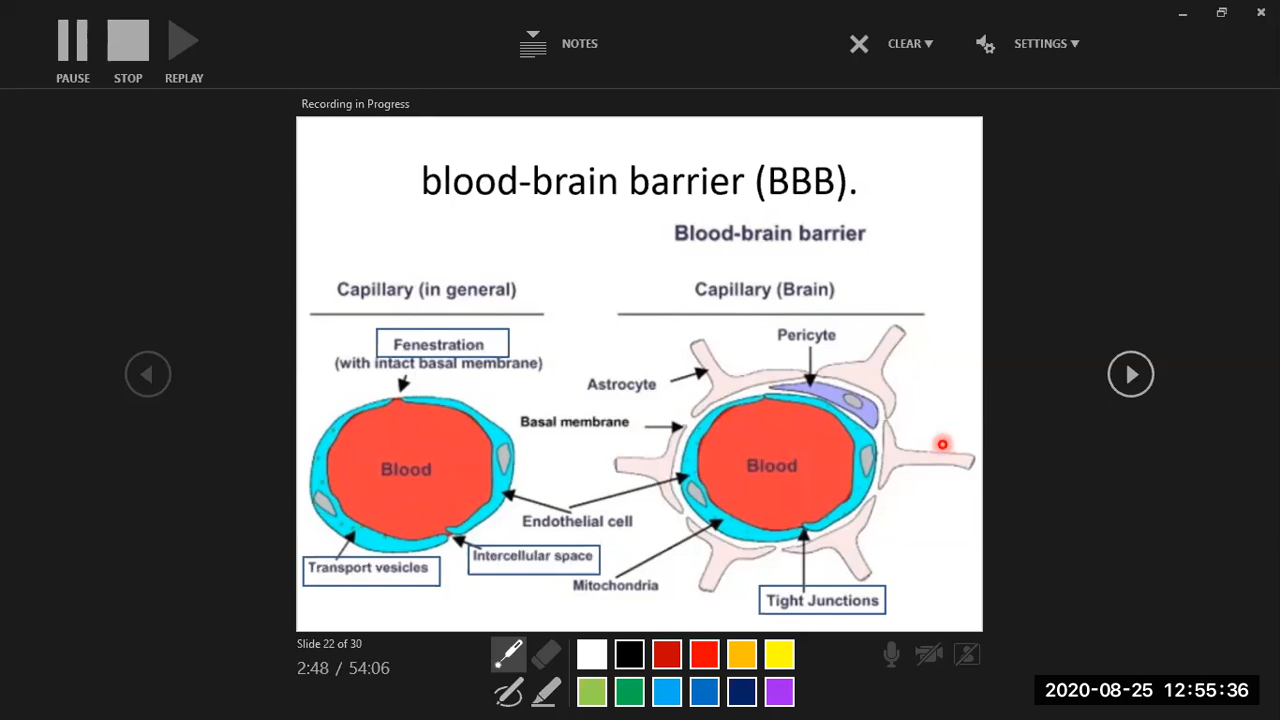 PAUSE STOP REPLAY NOTES CLEAR SETTINGS
Recording in Progress
blood-brain barrier (BBB).
Blood-brain barrier
Capillary (in general)
Capillary (Brain)
Fenestration
(with intact basal membrane)
Pericyte
Astrocyte
Basal membrane
Blood
Blood
Endothelial cell
Intercellular space
Transport vesicles
Mitochondria
Tight Junctions
Slide 22 of 30
2:48 / 54:06
2020-08-25 12:55:36